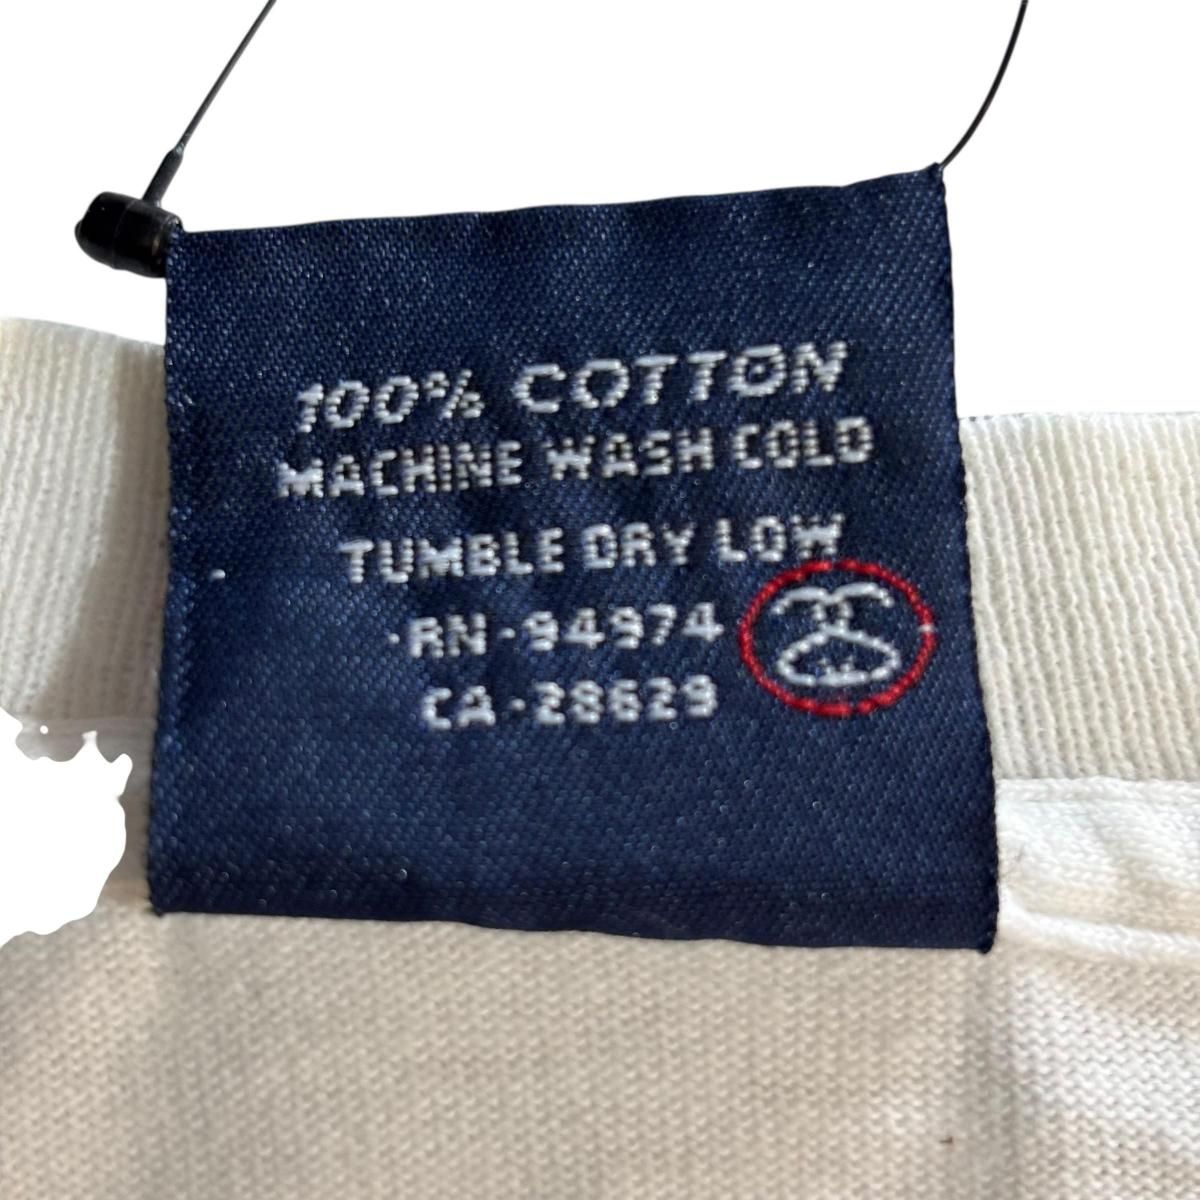 100% COTTON
MACHINE WASH COLD
TUMBLE DRY LOW
RN-94974
CA-28629